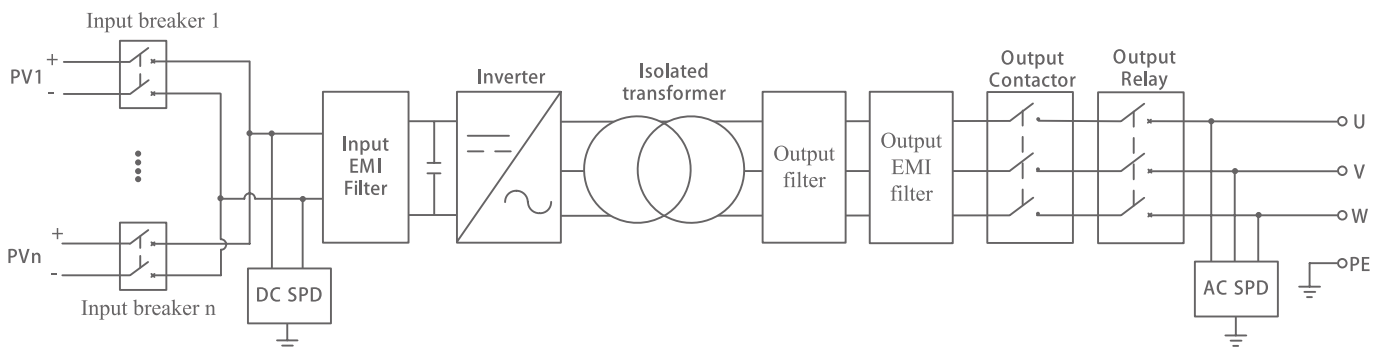 Input breaker 1
PV1
+
-
PVn
+
-
Input breaker n
DC SPD
Input
EMI
Filter
Inverter
Isolated
transformer
Output
filter
Output
EMI
filter
Output
Contactor
Output
Relay
U
V
W
PE
AC SPD